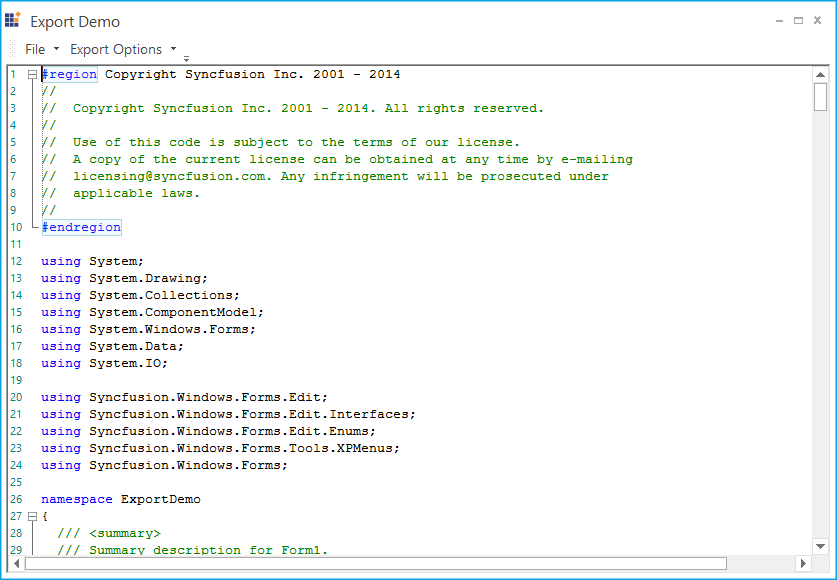 Export Demo
File Export Options
1 #region Copyright Syncfusion Inc. 2001 - 2014
2 //
3 //  Copyright Syncfusion Inc. 2001 - 2014. All rights reserved.
4 //
5 //  Use of this code is subject to the terms of our license.
6 //  A copy of the current license can be obtained at any time by e-mailing
7 //  licensing@syncfusion.com. Any infringement will be prosecuted under
8 //  applicable laws.
9 //
10 #endregion
11
12 using System;
13 using System.Drawing;
14 using System.Collections;
15 using System.ComponentModel;
16 using System.Windows.Forms;
17 using System.Data;
18 using System.IO;
19
20 using Syncfusion.Windows.Forms.Edit;
21 using Syncfusion.Windows.Forms.Edit.Interfaces;
22 using Syncfusion.Windows.Forms.Edit.Enums;
23 using Syncfusion.Windows.Forms.Tools.XPMenus;
24 using Syncfusion.Windows.Forms;
25
26 namespace ExportDemo
27 {
28   /// <summary>
29   /// Summary description for Form1.